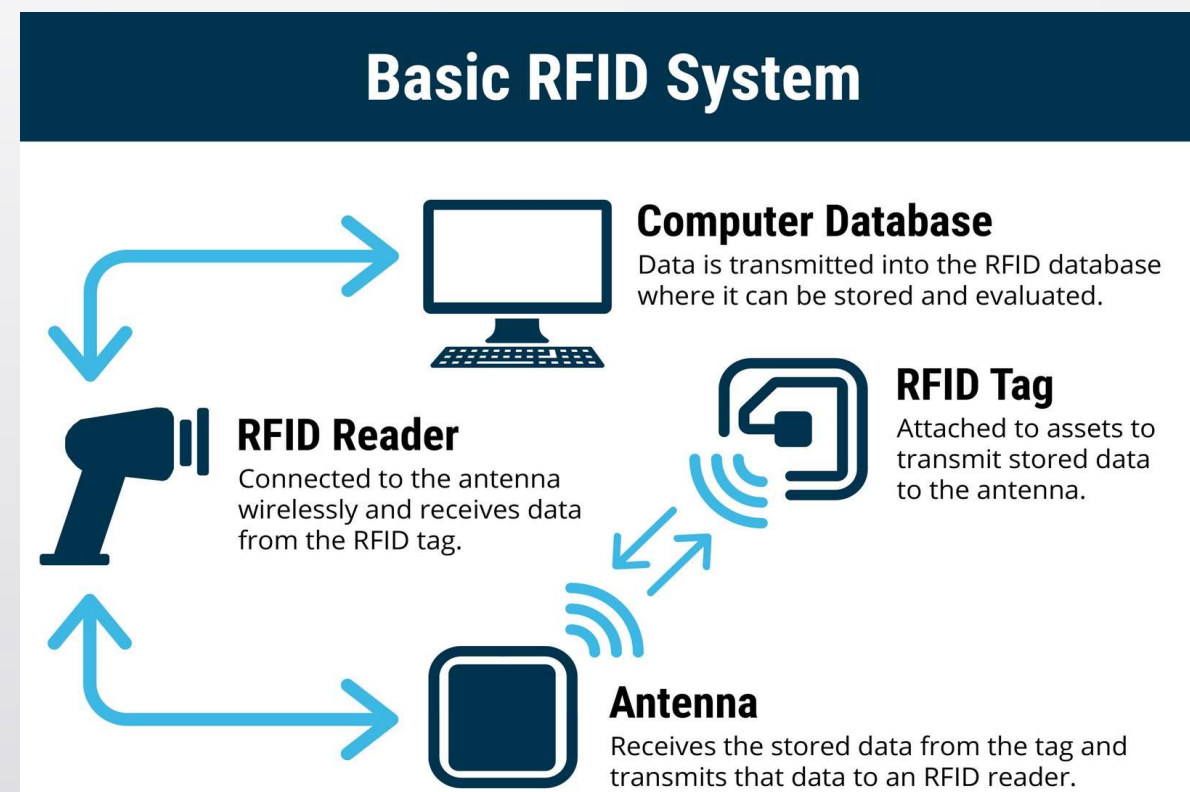 Basic RFID System
Computer Database
Data is transmitted into the RFID database
where it can be stored and evaluated.
RFID Tag
Attached to assets to
transmit stored data
to the antenna.
RFID Reader
Connected to the antenna
wirelessly and receives data
from the RFID tag.
Antenna
Receives the stored data from the tag and
transmits that data to an RFID reader.